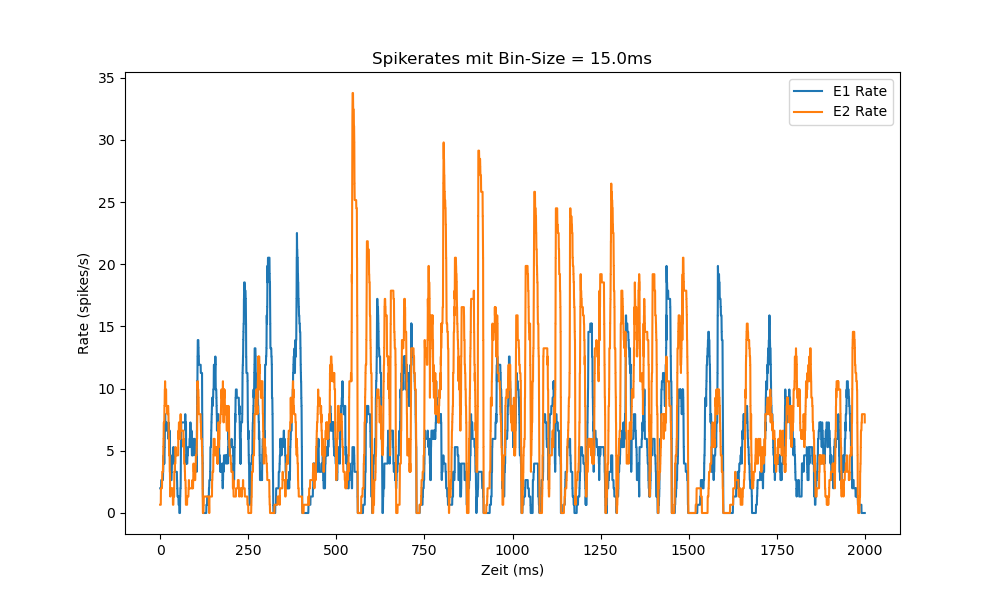 Spikerates mit Bin-Size = 15.0ms
35
30
25
20
15
10
5
0
Rate (spikes/s)
E1 Rate
E2 Rate
0 250 500 750 1000 1250 1500 1750 2000
Zeit (ms)